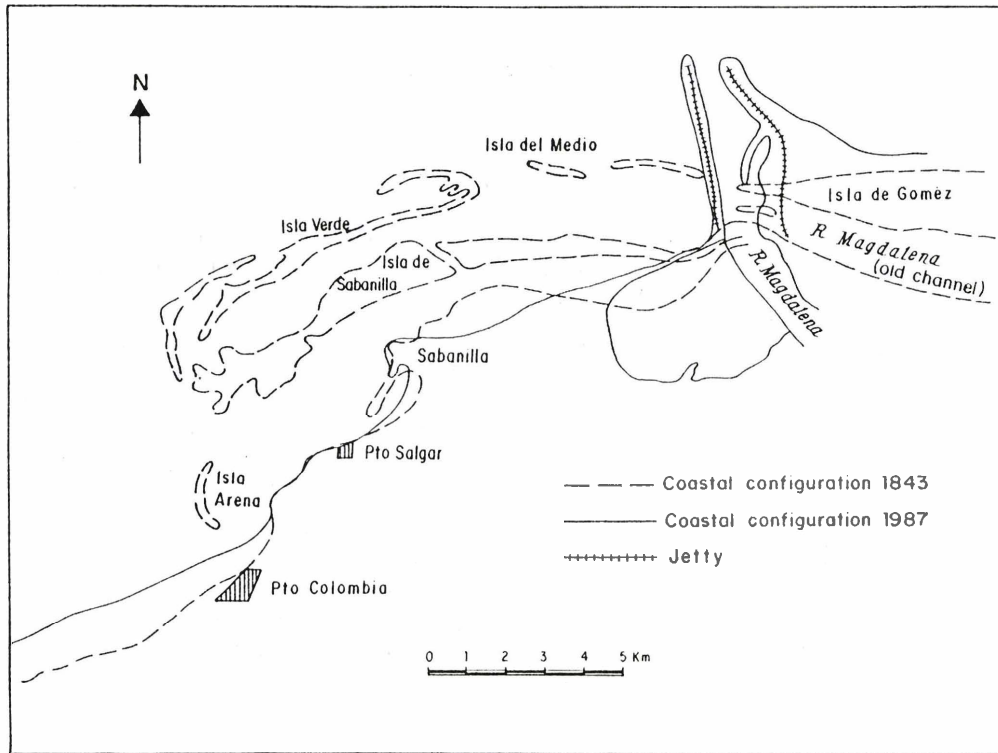 N
Isla del Medio
Isla de Gomez
Isla Verde
R. Magdalena
(old channel)
Isla de
Sabanilla
R. Magdalena
Sabanilla
Pto Salgar
Isla
Arena
Coastal configuration 1843
Coastal configuration 1987
Jetty
Pto Colombia
0 1 2 3 4 5 Km